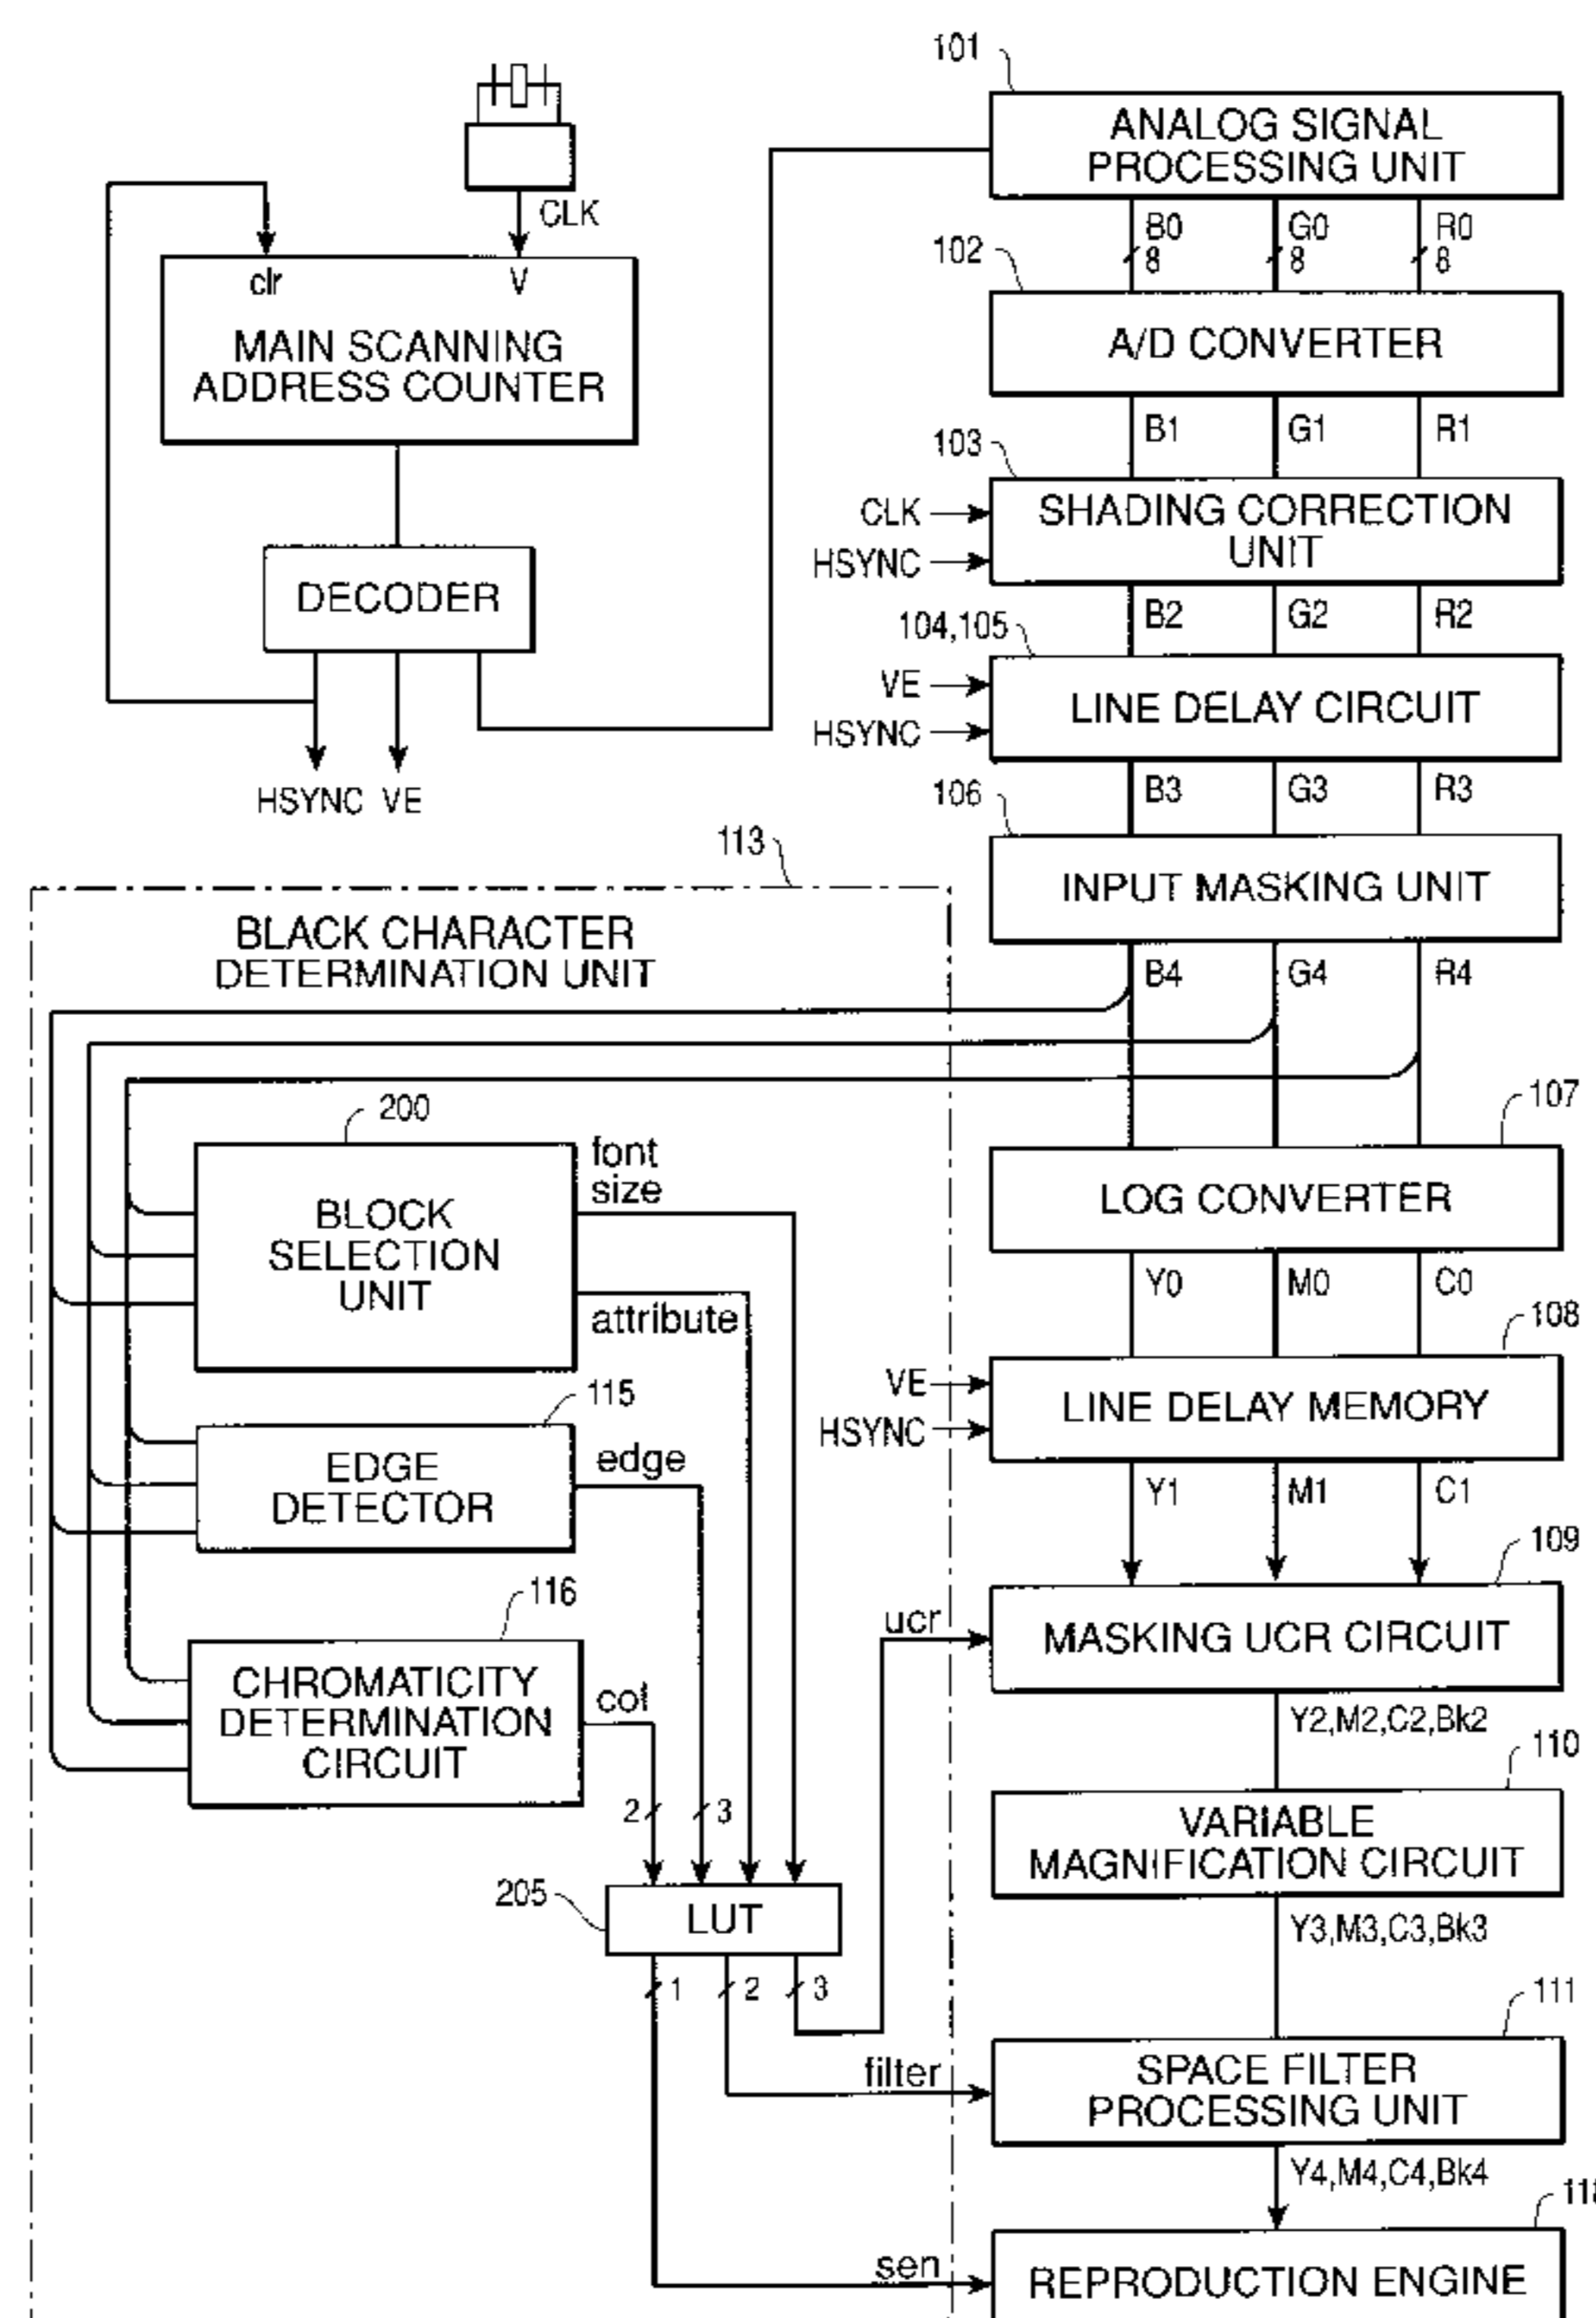 101
ANALOG SIGNAL
PROCESSING UNIT
CLK
B0 G0 R0
8 8 8
102
clr V
MAIN SCANNING
ADDRESS COUNTER
A/D CONVERTER
B1 G1 R1
103
CLK
HSYNC
SHADING CORRECTION
UNIT
DECODER
B2 G2 R2
104,105
VE
HSYNC
LINE DELAY CIRCUIT
HSYNC VE
B3 G3 R3
106
113
INPUT MASKING UNIT
BLACK CHARACTER
DETERMINATION UNIT
B4 G4 R4
200
107
font
size
BLOCK
SELECTION
UNIT
attribute
LOG CONVERTER
Y0 M0 C0
108
115
VE
HSYNC
LINE DELAY MEMORY
EDGE
DETECTOR
edge
Y1 M1 C1
109
116
ucr
MASKING UCR CIRCUIT
CHROMATICITY
DETERMINATION
CIRCUIT
col
Y2,M2,C2,Bk2
110
2 3
VARIABLE
MAGNIFICATION CIRCUIT
205
LUT
Y3,M3,C3,Bk3
1 2 3
111
filter
SPACE FILTER
PROCESSING UNIT
Y4,M4,C4,Bk4
sen
REPRODUCTION ENGINE